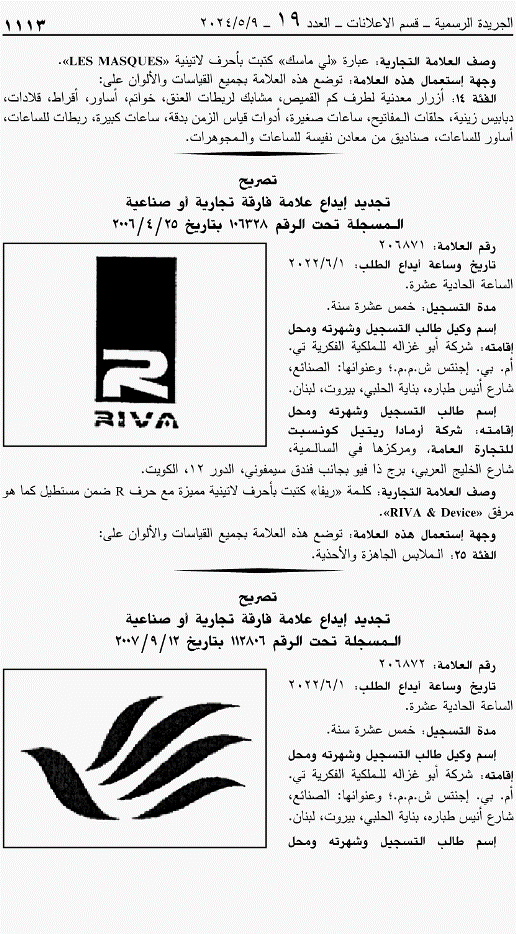 الجريدة الرسمية ــ قسم الاعلانات ــ العدد ١٩ ــ ٢٠٢٤/٥/٩ ١١١٣
وصف العلامة التجارية: عبارة «لي ماسك» كتبت بأحرف لاتينية «LES MASQUES».
وجهة إستعمال هذه العلامة: توضع هذه العلامة بجميع القياسات والألوان على:
الفئة ١٤: أزرار معدنية لطرف كم القميص، مشابك لربطات العنق، خواتم، أساور، أقراط، قلادات،
دبابيس زينية، حلقات المفاتيح، ساعات صغيرة، أدوات قياس الزمن بدقة، ساعات كبيرة، ربطات للساعات،
أساور للساعات، صناديق من معادن نفيسة للساعات والمجوهرات.
تصريح
تجديد إيداع علامة فارقة تجارية أو صناعية
المسجلة تحت الرقم ١٠٦٣٢٨ بتاريخ ٢٠٠٦/٤/٢٥
رقم العلامة: ٢٠٦٨٧١
تاريخ وساعة أيداع الطلب: ٢٠٢٢/٦/١
الساعة الحادية عشرة.
مدة التسجيل: خمس عشرة سنة.
إسم وكيل طالب التسجيل وشهرته ومحل
إقامته: شركة أبو غزاله للملكية الفكرية تي.
أم. بي. إجنتس ش.م.م.؛ وعنوانها: الصنائع،
شارع أنيس طباره، بناية الحلبي، بيروت، لبنان.
إسم طالب التسجيل وشهرته ومحل
إقامته: شركة أرمادا ريتيل كونسبت
للتجارة العامة، ومركزها في السالمية،
شارع الخليج العربي، برج ذا فيو بجانب فندق سيمفوني، الدور ١٢، الكويت.
R
RIVA
وصف العلامة التجارية: كلمة «ريفا» كتبت بأحرف لاتينية مميزة مع حرف R ضمن مستطيل كما هو
مرفق «RIVA & Device».
وجهة إستعمال هذه العلامة: توضع هذه العلامة بجميع القياسات والألوان على:
الفئة ٢٥: الملابس الجاهزة والأحذية.
تصريح
تجديد إيداع علامة فارقة تجارية أو صناعية
المسجلة تحت الرقم ١١٢٨٠٦ بتاريخ ٢٠٠٧/٩/١٢
رقم العلامة: ٢٠٦٨٧٢
تاريخ وساعة أيداع الطلب: ٢٠٢٢/٦/١
الساعة الحادية عشرة.
مدة التسجيل: خمس عشرة سنة.
إسم وكيل طالب التسجيل وشهرته ومحل
إقامته: شركة أبو غزاله للملكية الفكرية تي.
أم. بي. إجنتس ش.م.م.؛ وعنوانها: الصنائع،
شارع أنيس طباره، بناية الحلبي، بيروت، لبنان.
إسم طالب التسجيل وشهرته ومحل